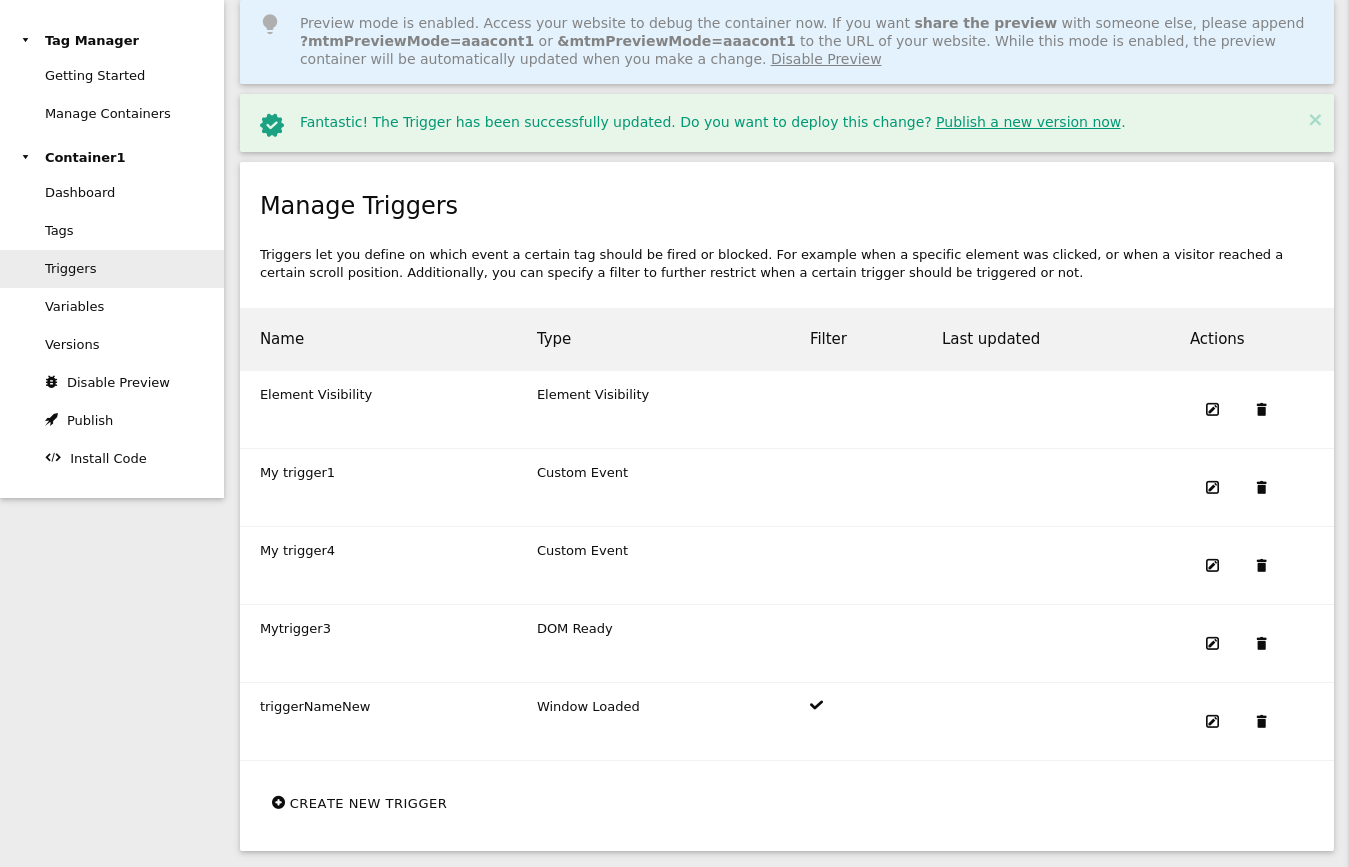 Tag Manager
Getting Started
Manage Containers
Container1
Dashboard
Tags
Triggers
Variables
Versions
Disable Preview
Publish
Install Code
Preview mode is enabled. Access your website to debug the container now. If you want share the preview with someone else, please append
?mtmPreviewMode=aaacont1 or &mtmPreviewMode=aaacont1 to the URL of your website. While this mode is enabled, the preview
container will be automatically updated when you make a change. Disable Preview
Fantastic! The Trigger has been successfully updated. Do you want to deploy this change? Publish a new version now.
Manage Triggers
Triggers let you define on which event a certain tag should be fired or blocked. For example when a specific element was clicked, or when a visitor reached a
certain scroll position. Additionally, you can specify a filter to further restrict when a certain trigger should be triggered or not.
Name Type Filter Last updated Actions
Element Visibility Element Visibility
My trigger1 Custom Event
My trigger4 Custom Event
Mytrigger3 DOM Ready
triggerNameNew Window Loaded
CREATE NEW TRIGGER